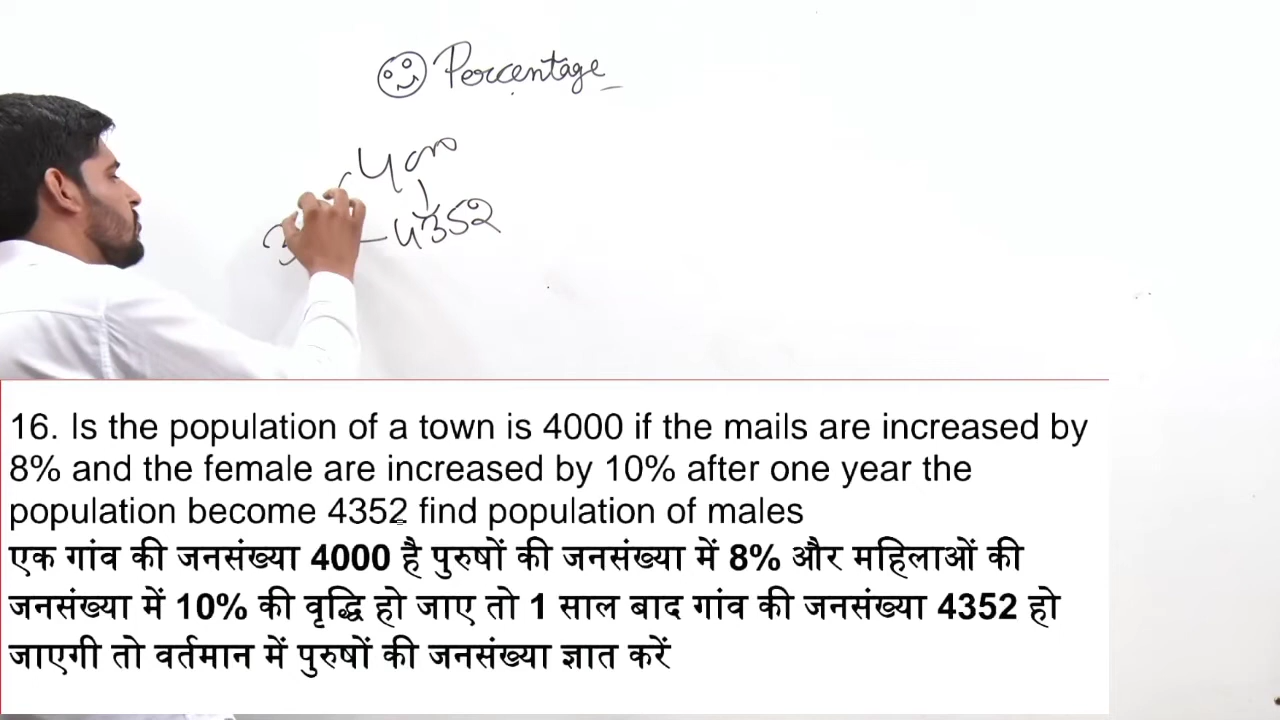 Percentage
4000
4352
16. Is the population of a town is 4000 if the mails are increased by
8% and the female are increased by 10% after one year the
population become 4352 find population of males
एक गांव की जनसंख्या 4000 है पुरुषों की जनसंख्या में 8% और महिलाओं की
जनसंख्या में 10% की वृद्धि हो जाए तो 1 साल बाद गांव की जनसंख्या 4352 हो
जाएगी तो वर्तमान में पुरुषों की जनसंख्या ज्ञात करें